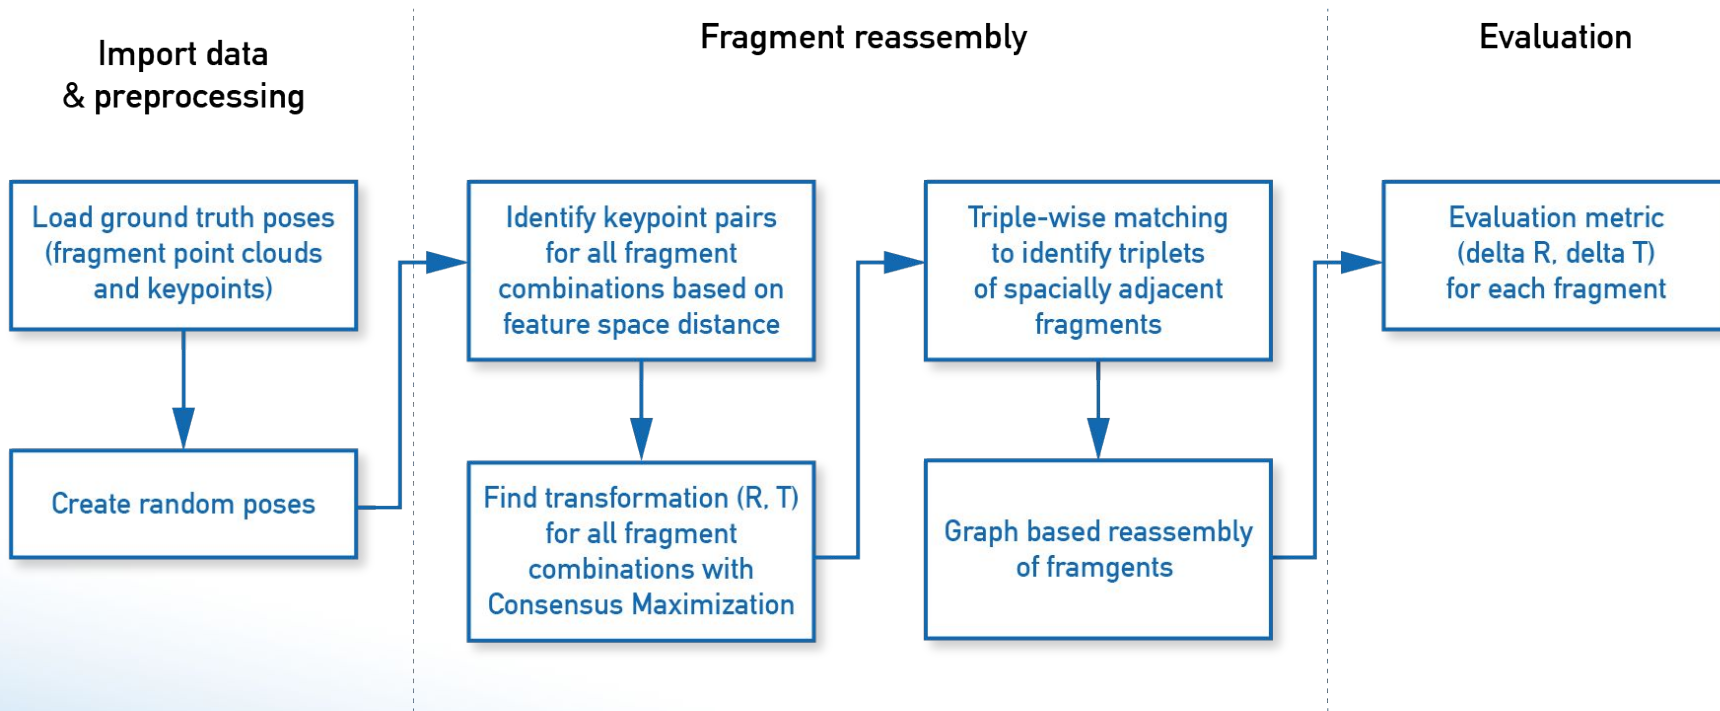 Import data
& preprocessing
Fragment reassembly
Evaluation
Load ground truth poses
(fragment point clouds
and keypoints)
Create random poses
Identify keypoint pairs
for all fragment
combinations based on
feature space distance
Find transformation (R, T)
for all fragment
combinations with
Consensus Maximization
Triple-wise matching
to identify triplets
of spacially adjacent
fragments
Graph based reassembly
of framgents
Evaluation metric
(delta R, delta T)
for each fragment